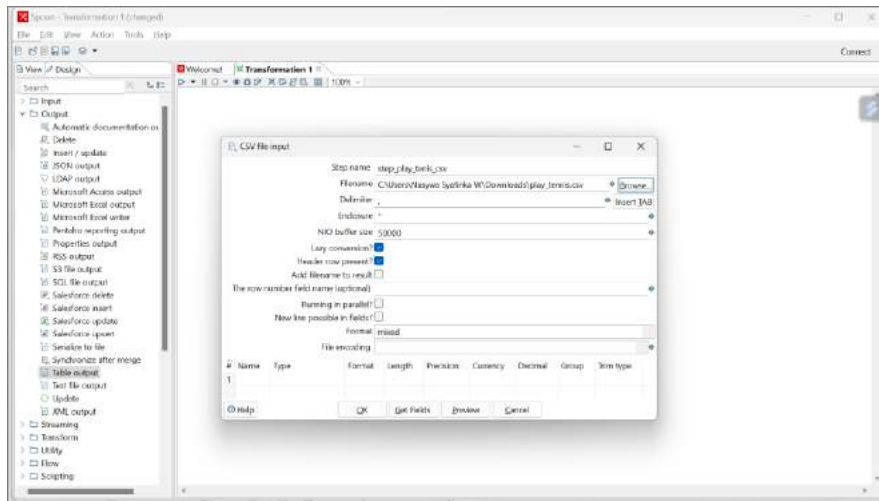 Spoon - Transformation 1 (changed)
File Edit View Action Tools Help
Connect
View Design
Welcome! Transformation 1
Search
100%
Input
Output
Automatic documentation ou
Delete
Insert / update
JSON output
LDAP output
Microsoft Access output
Microsoft Excel output
Microsoft Excel writer
Pentaho reporting output
Properties output
RSS output
S3 file output
SQL file output
Salesforce delete
Salesforce insert
Salesforce update
Salesforce upsert
Serialize to file
Synchronize after merge
Table output
Text file output
Update
XML output
Streaming
Transform
Utility
Flow
Scripting
CSV file input
Step name step_play_tenis_csv
Filename C:\Users\Nasywa Syafinka W\Downloads\play_tennis.csv Browse...
Delimiter , Insert TAB
Enclosure "
NIO buffer size 50000
Lazy conversion?
Header row present?
Add filename to result
The row number field name (optional)
Running in parallel?
New line possible in fields?
Format mixed
File encoding
# Name Type Format Length Precision Currency Decimal Group Trim type
1
Help OK Get Fields Preview Cancel